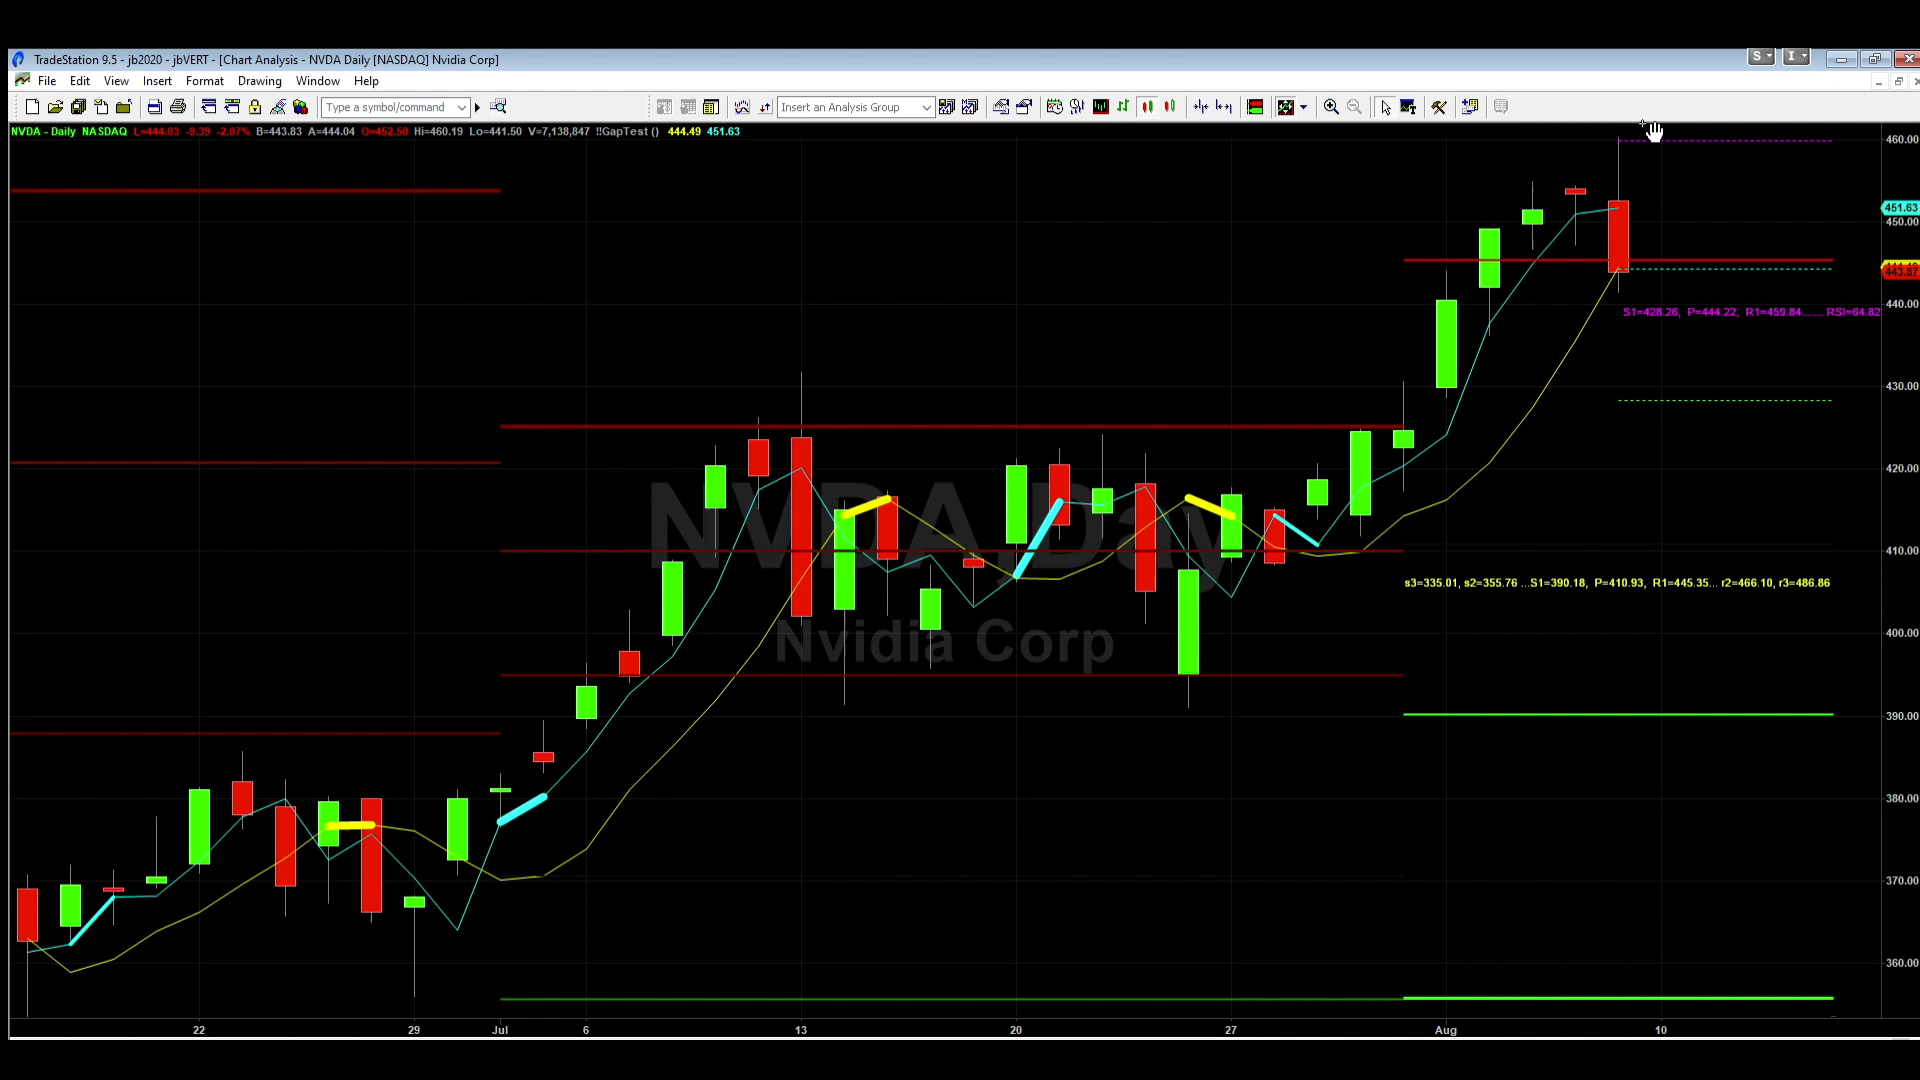 TradeStation 9.5 - jb2020 - jbVERT - [Chart Analysis - NVDA Daily [NASDAQ] Nvidia Corp]
S I
File Edit View Insert Format Drawing Window Help
Type a symbol/command Insert an Analysis Group
NVDA - Daily NASDAQ L=444.03 -9.39 -2.07% B=443.83 A=444.04 O=452.50 Hi=460.19 Lo=441.50 V=7,138,847 !!GapTest () 444.49 451.63
460.00
451.63
450.00
443.87
440.00
S1=428.26, P=444.22, R1=459.84....... RSI=64.82
430.00
420.00
NVDA,Day
410.00
s3=335.01, s2=355.76 ...S1=390.18, P=410.93, R1=445.35... r2=466.10, r3=486.86
400.00
Nvidia Corp
390.00
380.00
370.00
360.00
22 29 Jul 6 13 20 27 Aug 10